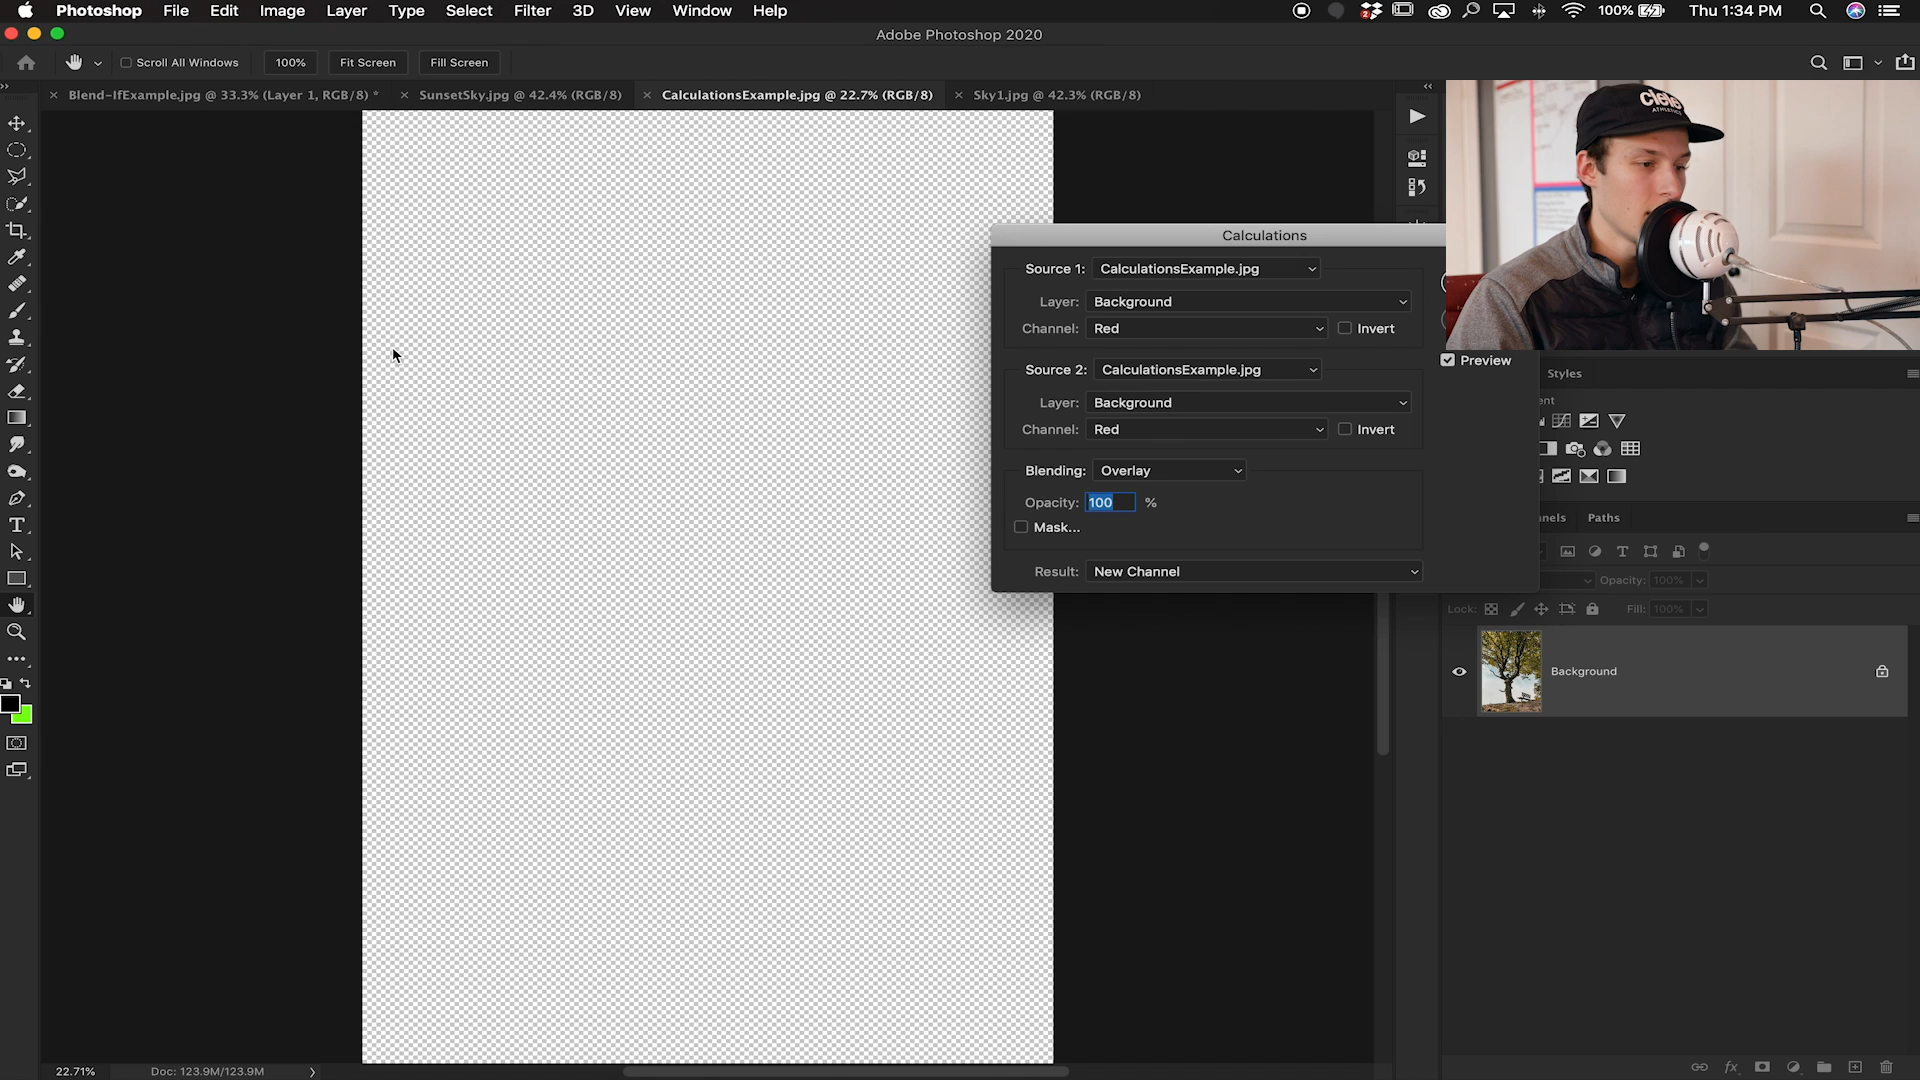 Photoshop File Edit Image Layer Type Select Filter 3D View Window Help 100% Thu 1:34 PM
Adobe Photoshop 2020
Scroll All Windows 100% Fit Screen Fill Screen
Blend-IfExample.jpg @ 33.3% (Layer 1, RGB/8) * SunsetSky.jpg @ 42.4% (RGB/8) CalculationsExample.jpg @ 22.7% (RGB/8) Sky1.jpg @ 42.3% (RGB/8)
ciele
ATHLETICS
Calculations
Source 1: CalculationsExample.jpg
Layer: Background
Channel: Red Invert
Preview
Source 2: CalculationsExample.jpg
Styles
Layer: Background
Channel: Red Invert
Blending: Overlay
Opacity: 100 %
Mask...
Paths
Result: New Channel
Opacity: 100%
Lock: Fill: 100%
Background
22.71% Doc: 123.9M/123.9M